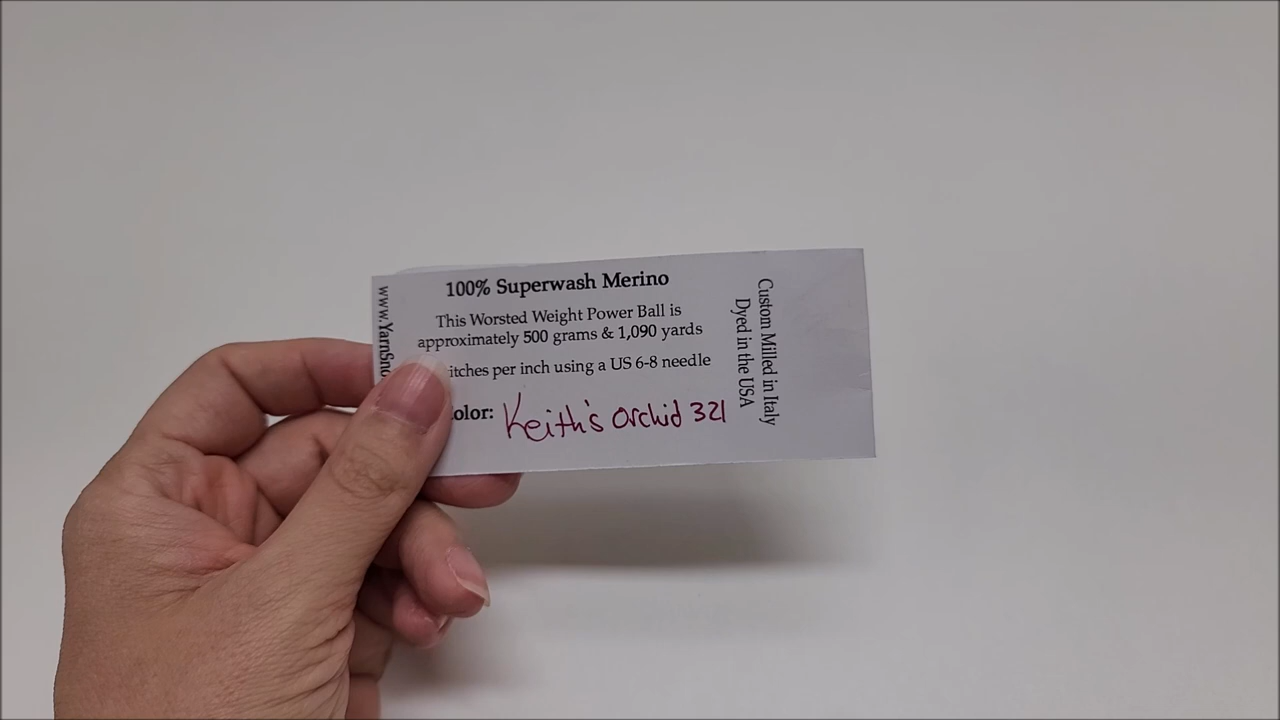 100% Superwash Merino
This Worsted Weight Power Ball is
approximately 500 grams & 1,090 yards
itches per inch using a US 6-8 needle
olor: Keith's Orchid 321
www.YarnSno
Custom Milled in Italy
Dyed in the USA